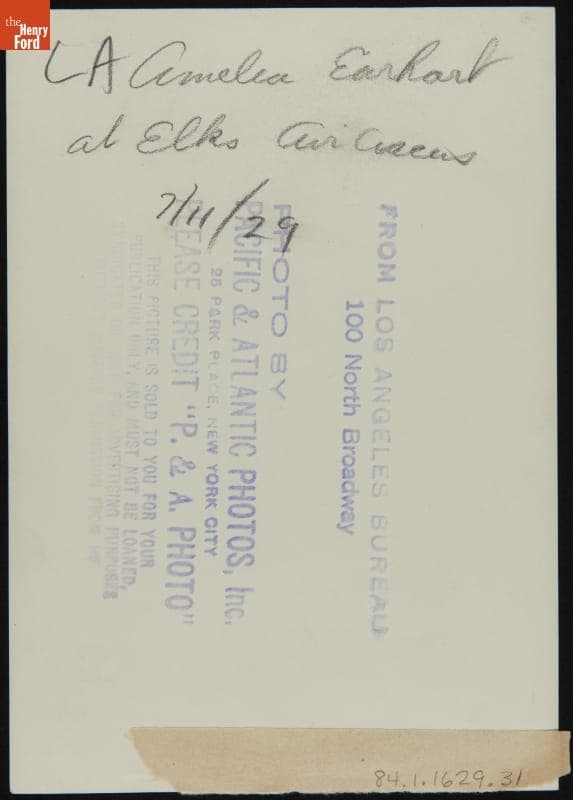 the
Henry
Ford
LA Amelia Earhart
at Elks
7/11/29
FROM LOS ANGELES BUREAU
100 North Broadway
PHOTO BY
PACIFIC & ATLANTIC PHOTOS, Inc.
25 PARK PLACE, NEW YORK CITY
PLEASE CREDIT "P. & A. PHOTO"
THIS PICTURE IS SOLD TO YOU FOR YOUR
PUBLICATION ONLY, AND MUST NOT BE LOANED,
ADVERTISING PURPOSES
84.1.1629.31